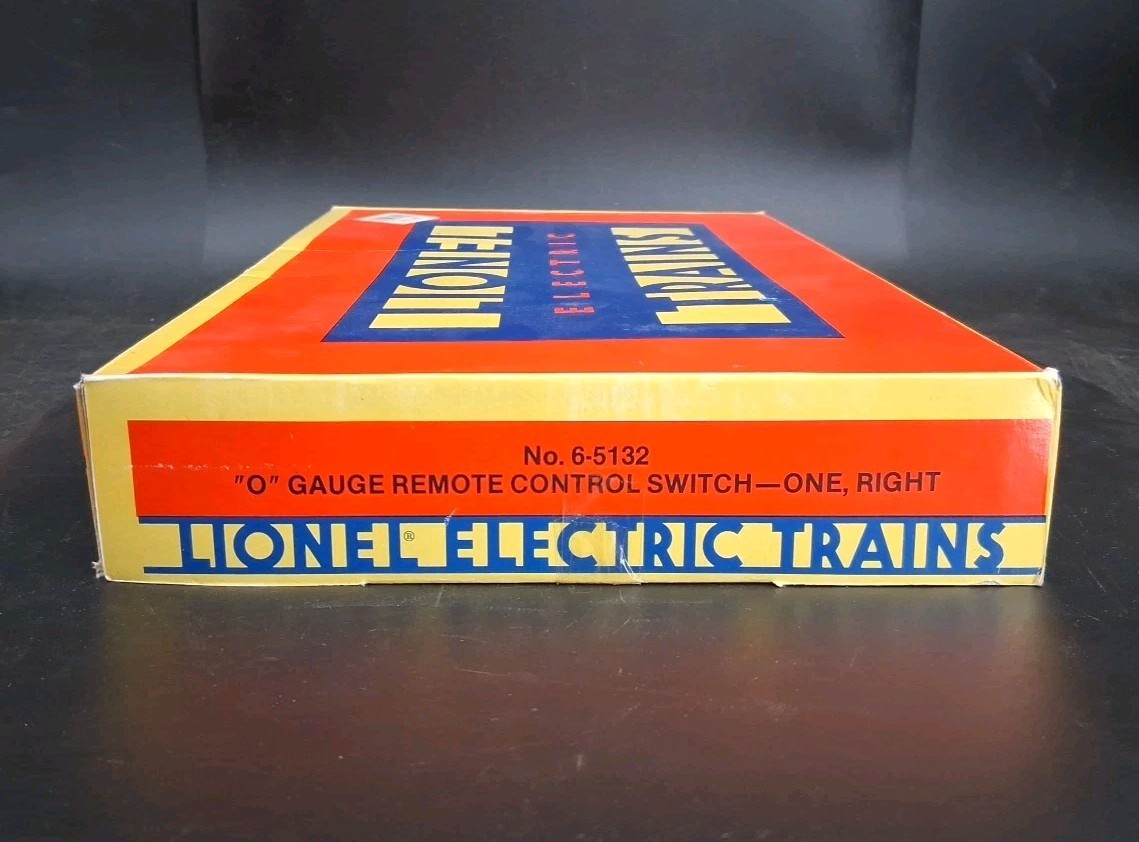 LIONEL
ELECTRIC
TRAINS
No. 6-5132
"O" GAUGE REMOTE CONTROL SWITCH—ONE, RIGHT
LIONEL® ELECTRIC TRAINS